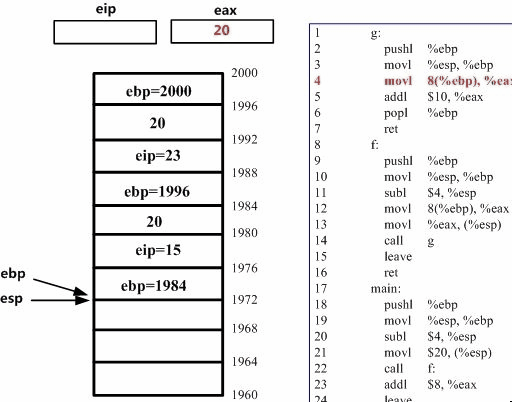 eip eax
20
2000
ebp=2000
1996
20
1992
eip=23
1988
ebp=1996
1984
20
1980
eip=15
1976
ebp=1984
ebp
esp
1972
1968
1964
1960
1 g:
2 pushl %ebp
3 movl %esp, %ebp
4 movl 8(%ebp), %eax
5 addl $10, %eax
6 popl %ebp
7 ret
8 f:
9 pushl %ebp
10 movl %esp, %ebp
11 subl $4, %esp
12 movl 8(%ebp), %eax
13 movl %eax, (%esp)
14 call g
15 leave
16 ret
17 main:
18 pushl %ebp
19 movl %esp, %ebp
20 subl $4, %esp
21 movl $20, (%esp)
22 call f:
23 addl $8, %eax
24 leave